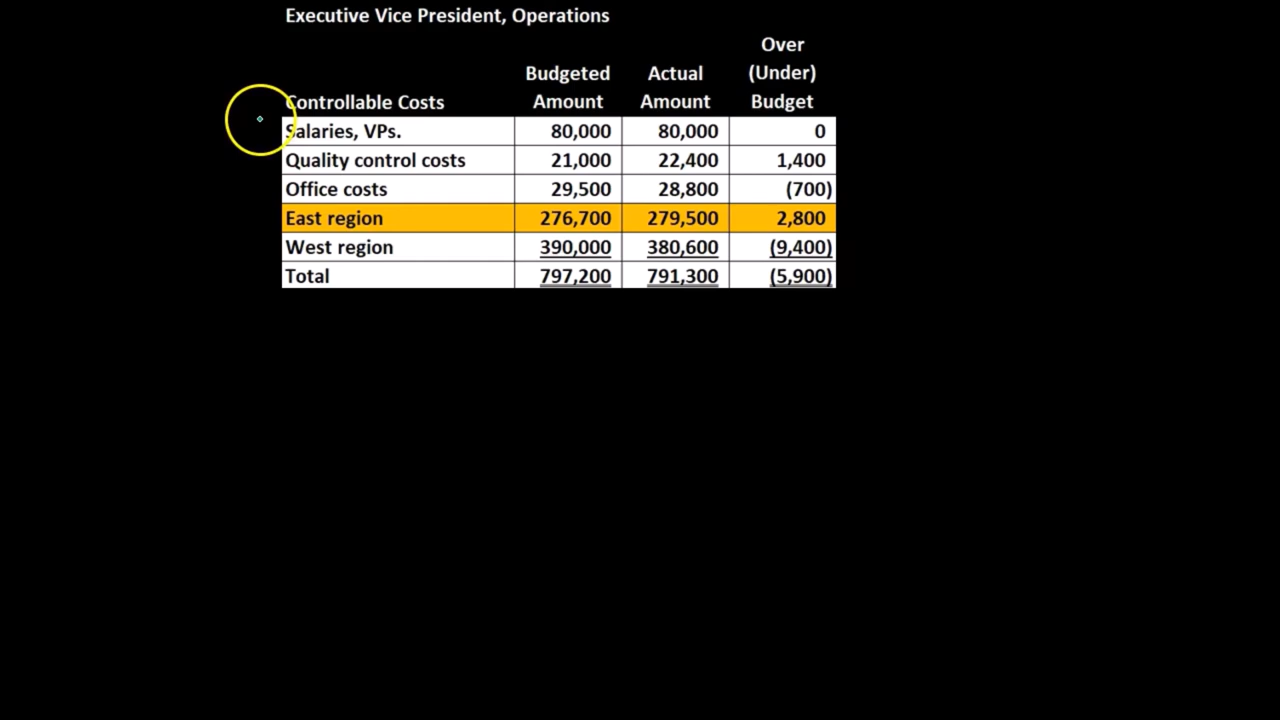 Executive Vice President, Operations
Over
Budgeted Actual (Under)
Controllable Costs Amount Amount Budget
Salaries, VPs. 80,000 80,000 0
Quality control costs 21,000 22,400 1,400
Office costs 29,500 28,800 (700)
East region 276,700 279,500 2,800
West region 390,000 380,600 (9,400)
Total 797,200 791,300 (5,900)